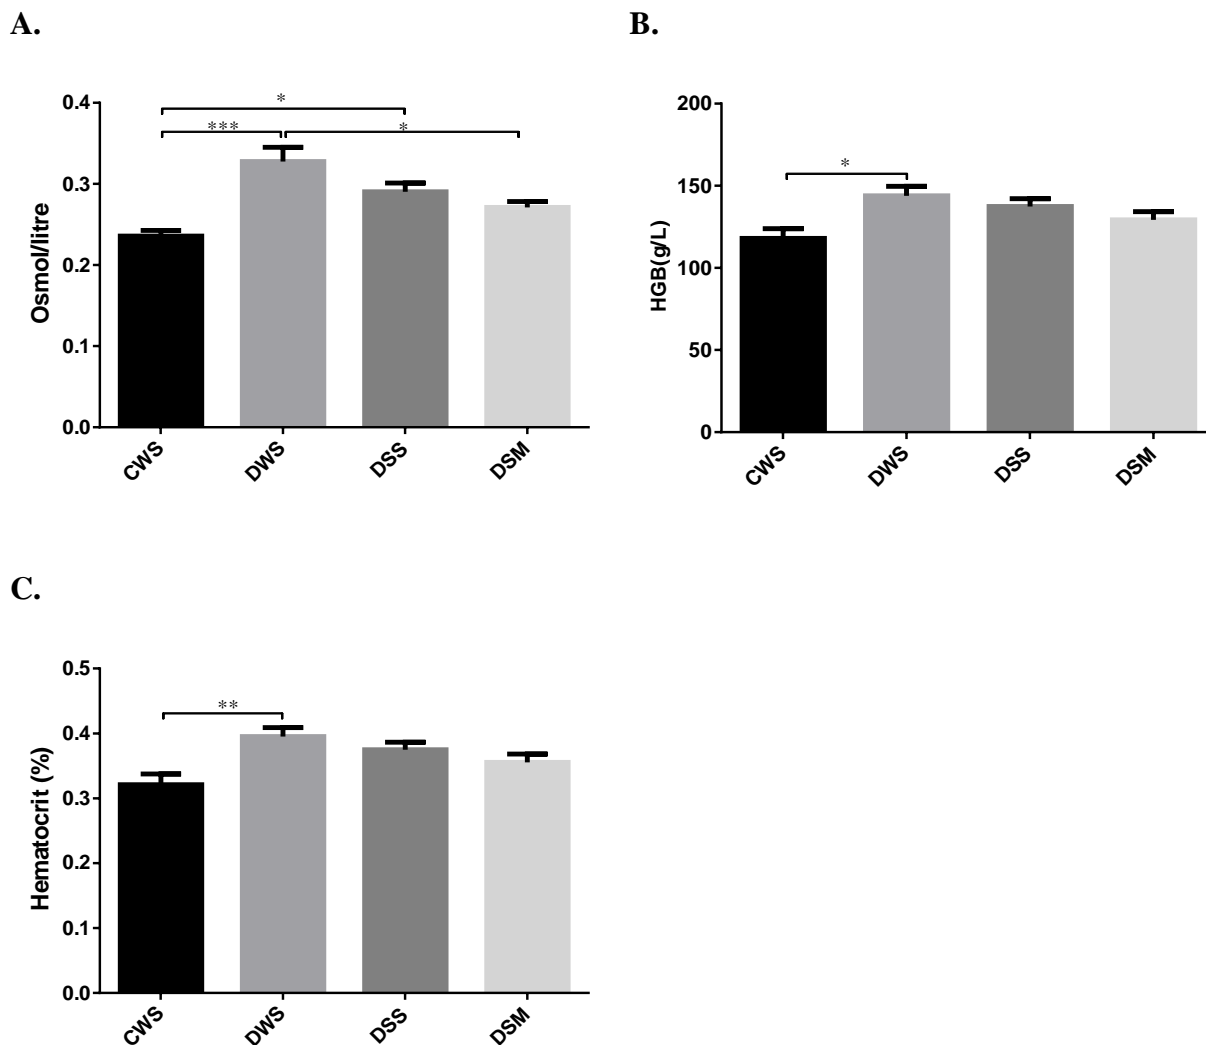 A.
Osmol/litre
0.4
0.3
0.2
0.1
0.0
*
***
*
CWS
DWS
DSS
DSM
B.
HGB(g/L)
200
150
100
50
0
*
CWS
DWS
DSS
DSM
C.
Hematocrit (%)
0.5
0.4
0.3
0.2
0.1
0.0
**
CWS
DWS
DSS
DSM